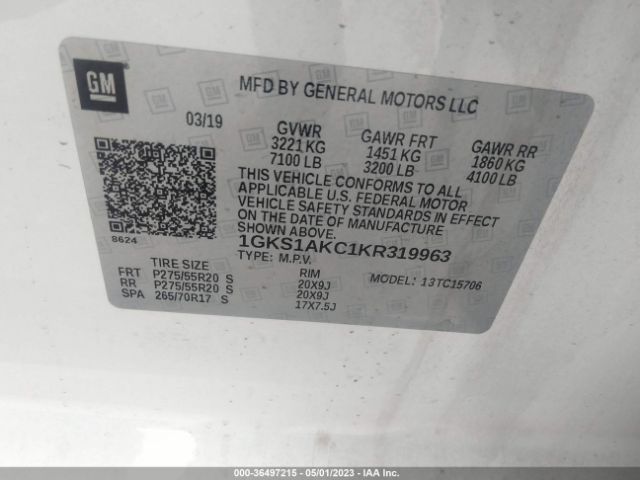 GM
MFD BY GENERAL MOTORS LLC
03/19
GVWR GAWR FRT GAWR RR
3221 KG 1451 KG 1860 KG
7100 LB 3200 LB 4100 LB
THIS VEHICLE CONFORMS TO ALL
APPLICABLE U.S. FEDERAL MOTOR
VEHICLE SAFETY STANDARDS IN EFFECT
ON THE DATE OF MANUFACTURE
SHOWN ABOVE.
8624
1GKS1AKC1KR319963
TYPE: M.P.V. MODEL: 13TC15706
TIRE SIZE RIM
FRT P275/55R20 S 20X9J
RR P275/55R20 S 20X9J
SPA 265/70R17 S 17X7.5J
000-36497215 - 05/01/2023 - IAA Inc.